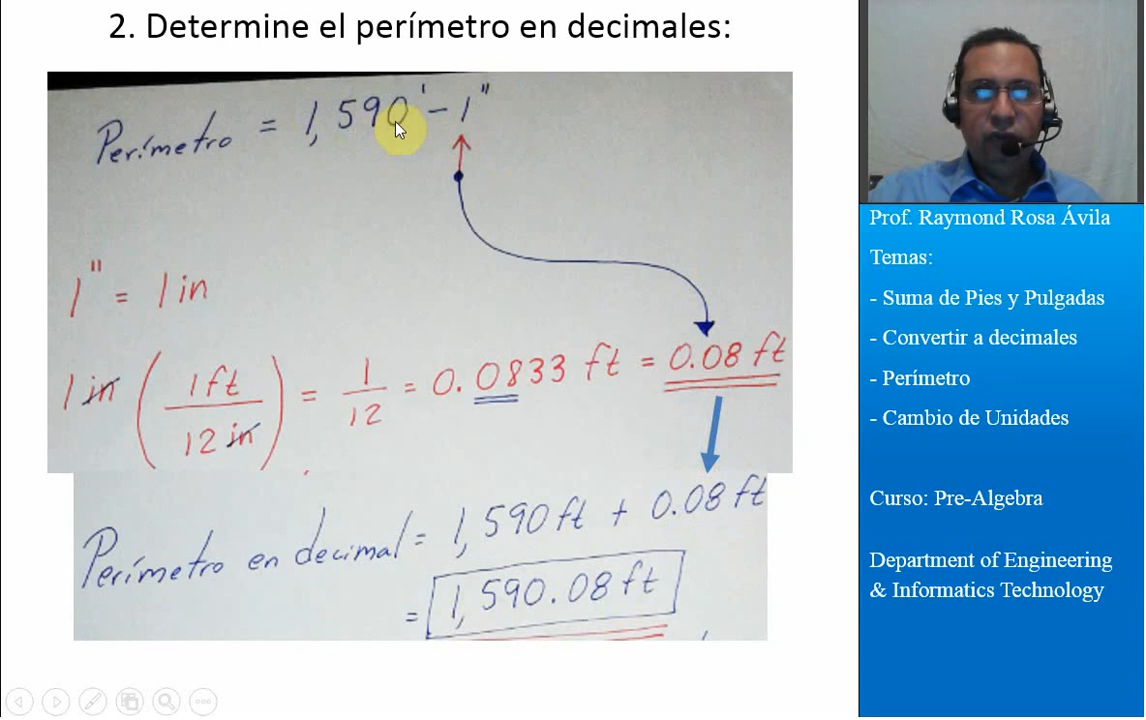 2. Determine el perímetro en decimales:
Perímetro = 1,590' - 1"
1" = 1 in
1 in ( 1 ft / 12 in ) = 1/12 = 0.0833 ft = 0.08 ft
Perímetro en decimal = 1,590 ft + 0.08 ft
= 1,590.08 ft
Prof. Raymond Rosa Ávila
Temas:
- Suma de Pies y Pulgadas
- Convertir a decimales
- Perímetro
- Cambio de Unidades
Curso: Pre-Algebra
Department of Engineering
& Informatics Technology